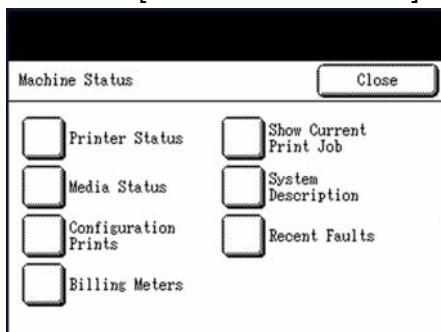 Machine Status
Close
Printer Status
Show Current
Print Job
Media Status
System
Description
Configuration
Prints
Recent Faults
Billing Meters